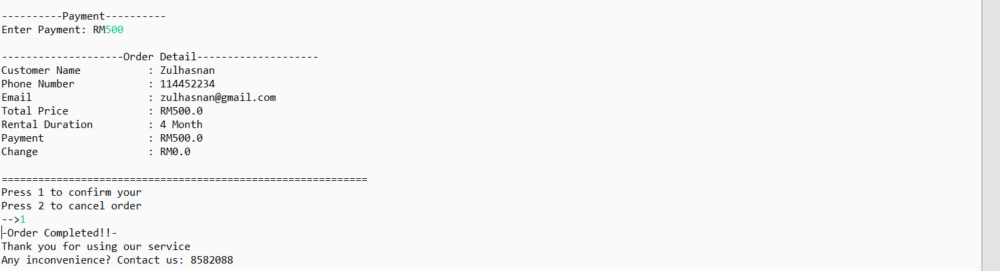 ----------Payment----------
Enter Payment: RM500
--------------------Order Detail--------------------
Customer Name : Zulhasnan
Phone Number : 114452234
Email : zulhasnan@gmail.com
Total Price : RM500.0
Rental Duration : 4 Month
Payment : RM500.0
Change : RM0.0
============================================================
Press 1 to confirm your
Press 2 to cancel order
-->1
-Order Completed!!-
Thank you for using our service
Any inconvenience? Contact us: 8582088